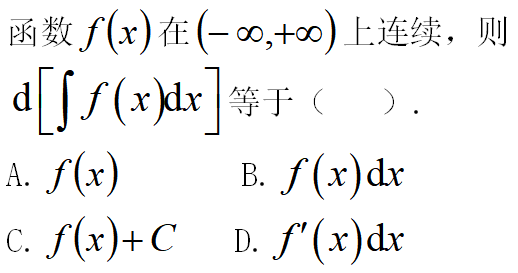 函数 f(x) 在(−∞,+∞)上连续，则
d[∫f(x)dx]等于（　　）.
A. f(x)　　B. f(x)dx
C. f(x)+C　　D. f′(x)dx